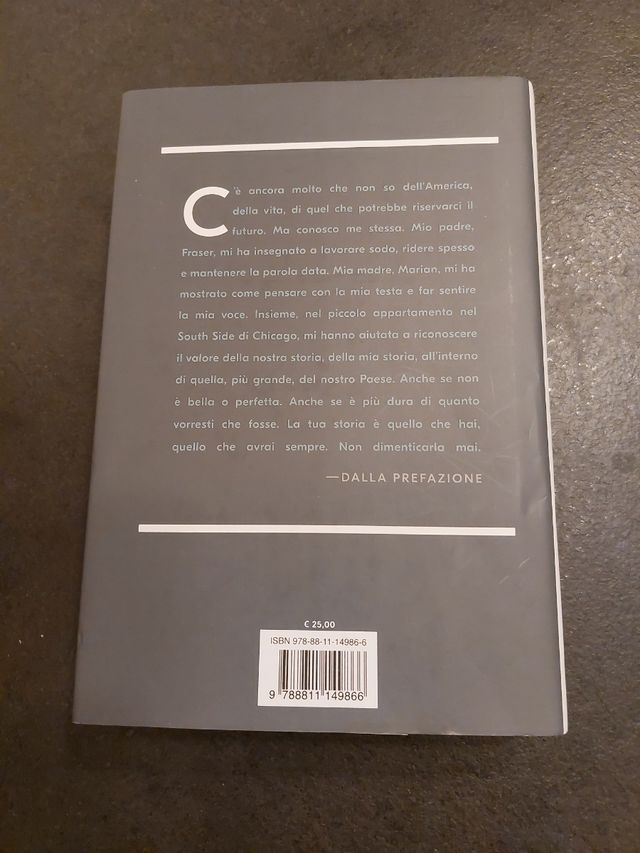 C'è ancora molto che non so dell'America,
della vita, di quel che potrebbe riservarci il
futuro. Ma conosco me stessa. Mio padre,
Fraser, mi ha insegnato a lavorare sodo, ridere spesso
e mantenere la parola data. Mia madre, Marian, mi ha
mostrato come pensare con la mia testa e far sentire
la mia voce. Insieme, nel piccolo appartamento nel
South Side di Chicago, mi hanno aiutata a riconoscere
il valore della nostra storia, della mia storia, all'interno
di quella, più grande, del nostro Paese. Anche se non
è bella o perfetta. Anche se è più dura di quanto
vorresti che fosse. La tua storia è quello che hai,
quello che avrai sempre. Non dimenticarla mai.
—DALLA PREFAZIONE
€ 25,00
ISBN 978-88-11-14986-6
9 788811 149866